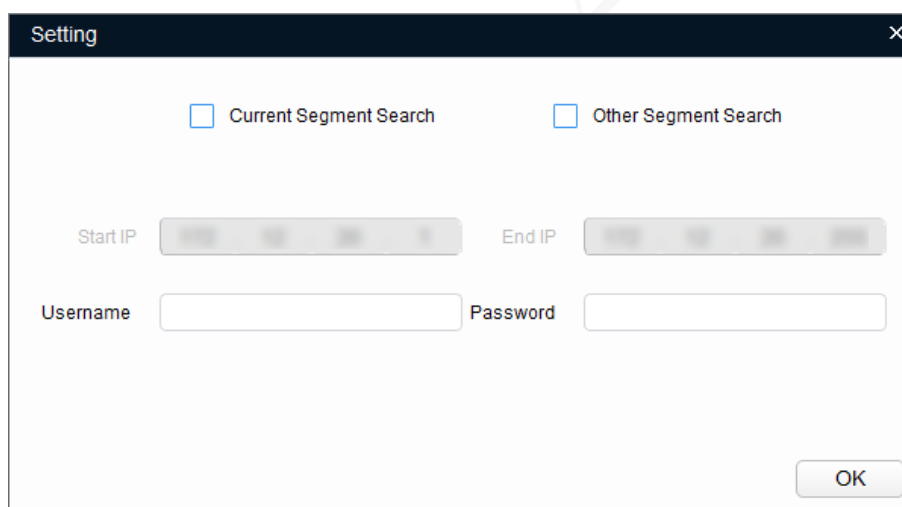 Setting
Current Segment Search Other Segment Search
Start IP End IP
Username Password
OK